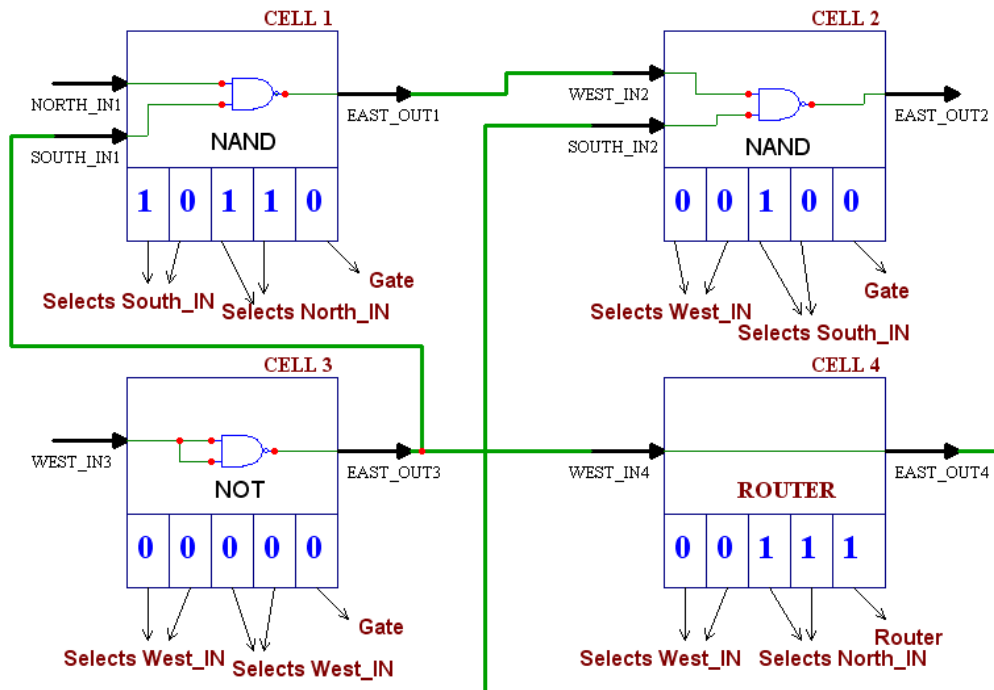 CELL 1
NORTH_IN1
SOUTH_IN1
EAST_OUT1
NAND
1 0 1 1 0
Selects South_IN
Selects North_IN
Gate
CELL 2
WEST_IN2
SOUTH_IN2
EAST_OUT2
NAND
0 0 1 0 0
Selects West_IN
Selects South_IN
Gate
CELL 3
WEST_IN3
EAST_OUT3
NOT
0 0 0 0 0
Selects West_IN
Selects West_IN
Gate
CELL 4
WEST_IN4
EAST_OUT4
ROUTER
0 0 1 1 1
Selects West_IN
Selects North_IN
Router